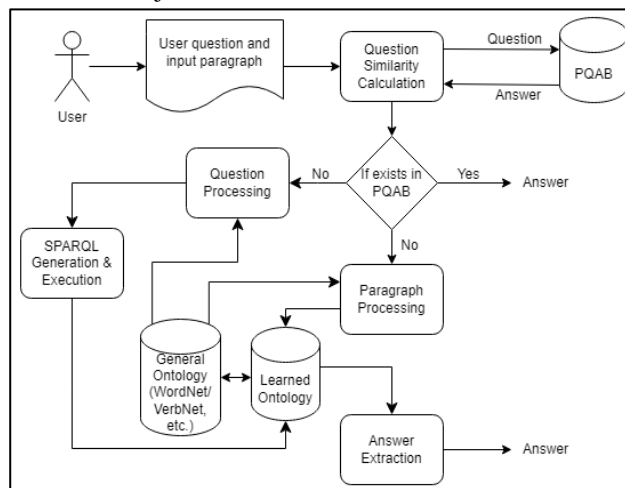 User question and
input paragraph
Question
Similarity
Calculation
Question
Answer
PQAB
User
If exists in
PQAB
No
Yes
Answer
Question
Processing
No
SPARQL
Generation &
Execution
Paragraph
Processing
General
Ontology
(WordNet/
VerbNet,
etc.)
Learned
Ontology
Answer
Extraction
Answer